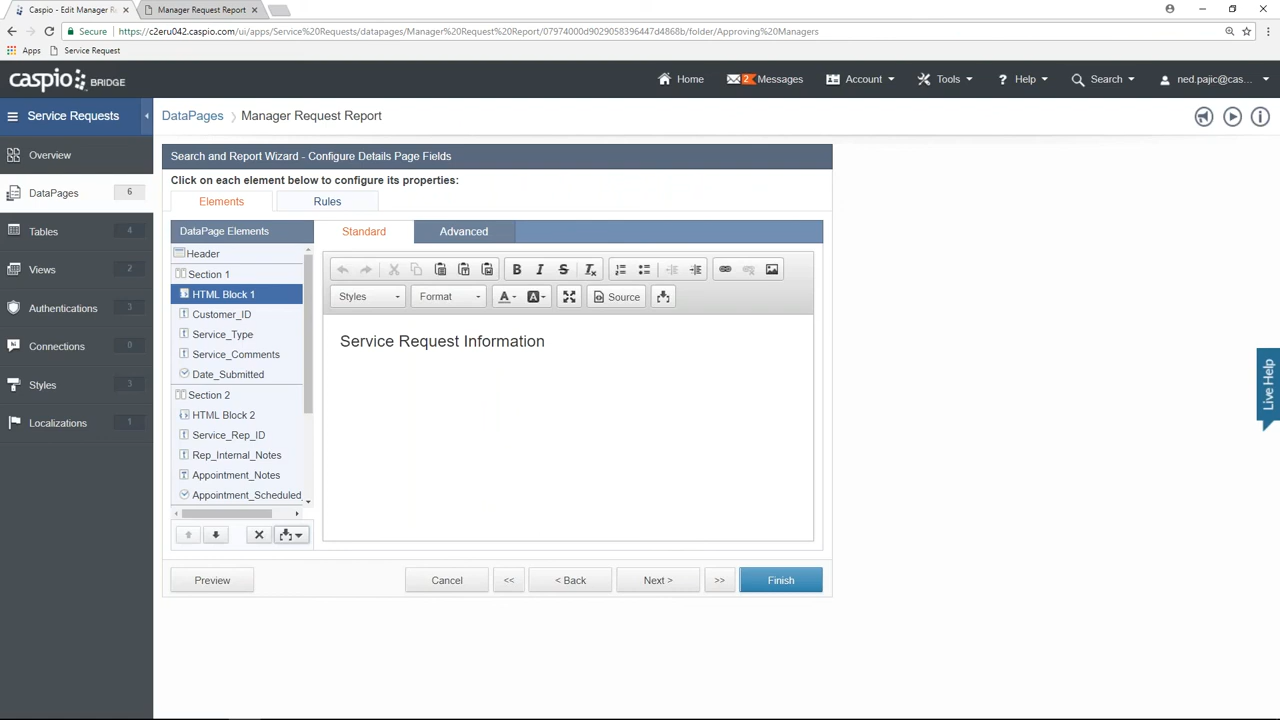 Caspio - Edit Manager R
Manager Request Report
Secure
https://c2eru042.caspio.com/ui/apps/Service%20Requests/datapages/Manager%20Request%20Report/07974000d9029058396447d4868b/folder/Approving%20Managers
Apps
Service Request
caspio BRIDGE
Home
2 Messages
Account
Tools
? Help
Search
ned.pajic@cas...
Service Requests
DataPages
Manager Request Report
Overview
DataPages 6
Tables 4
Views 2
Authentications 3
Connections 0
Styles 3
Localizations 1
Search and Report Wizard - Configure Details Page Fields
Click on each element below to configure its properties:
Elements
Rules
DataPage Elements
Standard
Advanced
Header
Section 1
HTML Block 1
Customer_ID
Service_Type
Service_Comments
Date_Submitted
Section 2
HTML Block 2
Service_Rep_ID
Rep_Internal_Notes
Appointment_Notes
Appointment_Scheduled_
B I S Tx
Styles
Format
A
A
Source
Service Request Information
Preview
Cancel
<<
< Back
Next >
>>
Finish
Live Help